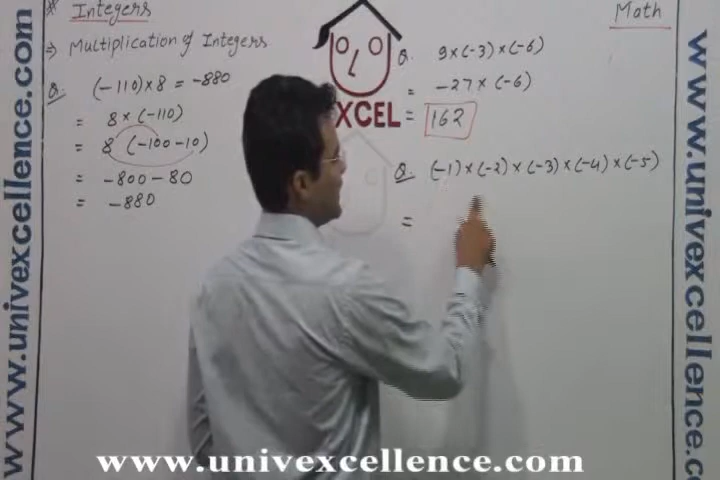 * Integers
Math
⇒ Multiplication of Integers
Q. (-110)×8 = -880
= 8 × (-110)
= 8 (-100-10)
= -800 - 80
= -880
Q. 9×(-3)×(-6)
= -27×(-6)
= 162
Q. (-1)×(-2)×(-3)×(-4)×(-5)
=
XCEL
www.univexcellence.com
www.univexcellence.com
www.univexcellence.com